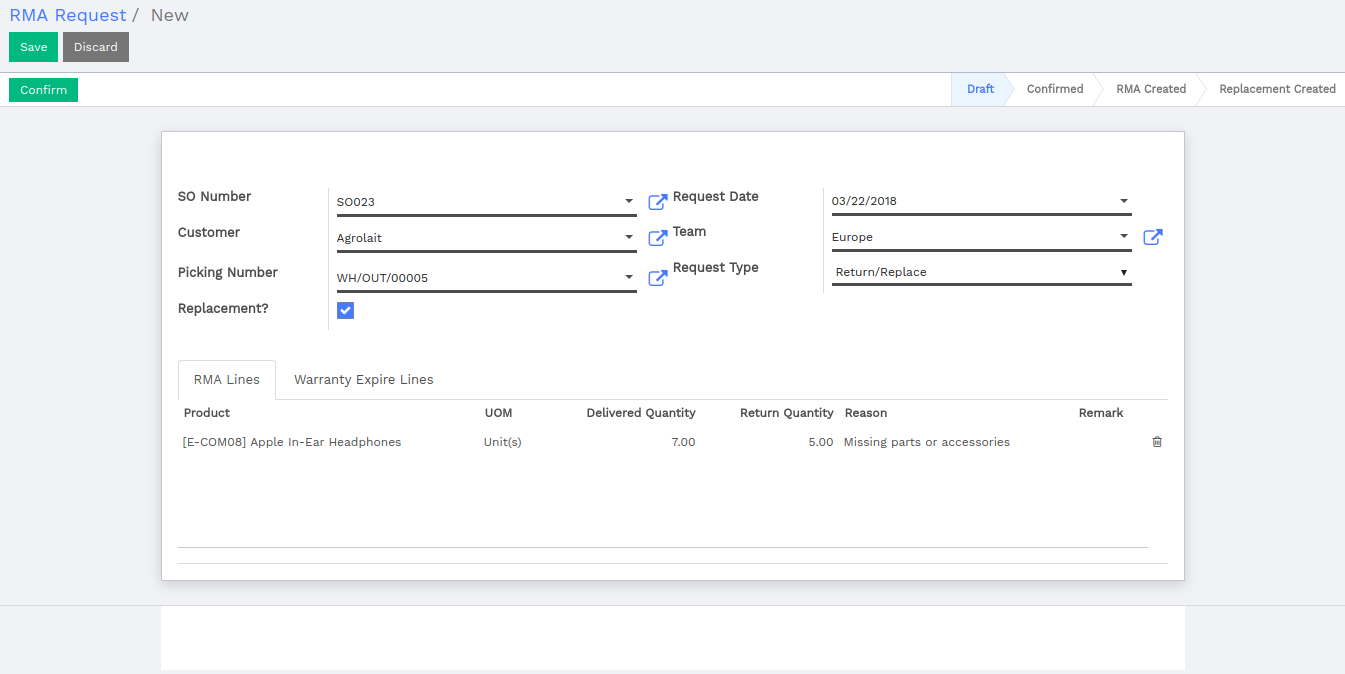 RMA Request / New
Save Discard
Confirm Draft Confirmed RMA Created Replacement Created
SO Number SO023 Request Date 03/22/2018
Customer Agrolait Team Europe
Picking Number WH/OUT/00005 Request Type Return/Replace
Replacement?
RMA Lines Warranty Expire Lines
Product UOM Delivered Quantity Return Quantity Reason Remark
[E-COM08] Apple In-Ear Headphones Unit(s) 7.00 5.00 Missing parts or accessories